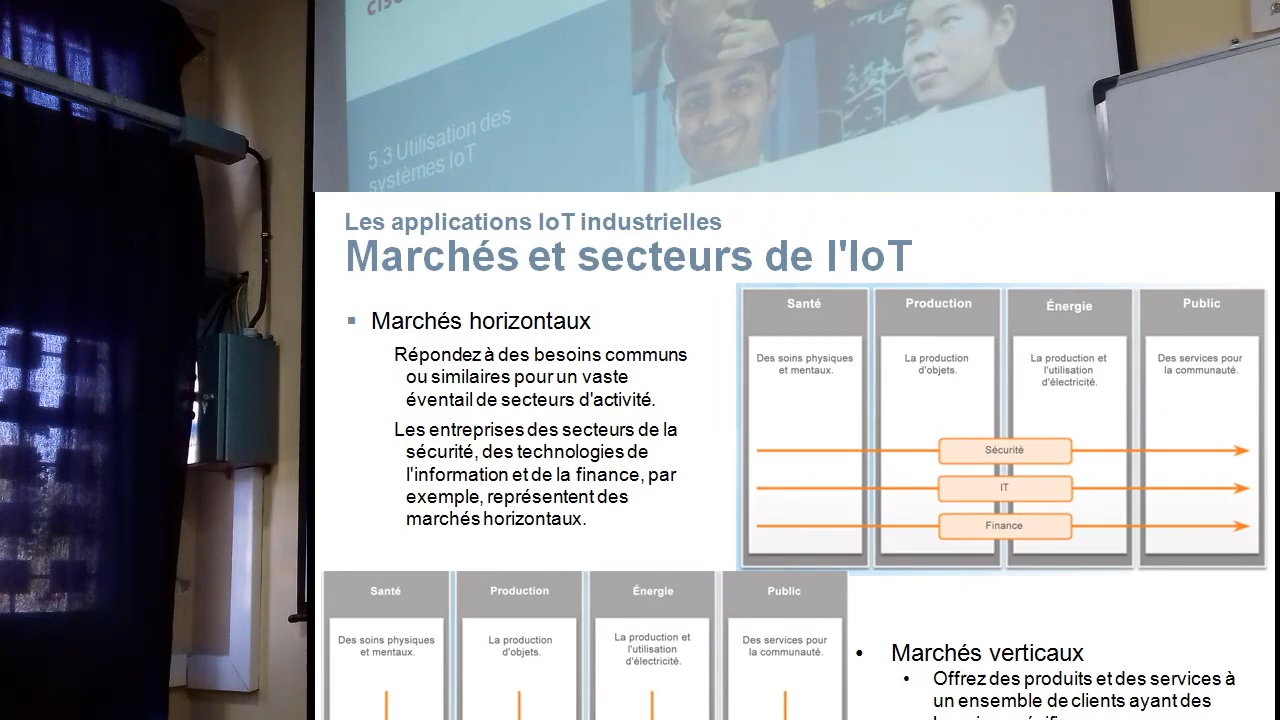 5.3 Utilisation des
systèmes IoT
Les applications IoT industrielles
Marchés et secteurs de l'IoT
Marchés horizontaux
Répondez à des besoins communs
ou similaires pour un vaste
éventail de secteurs d'activité.
Les entreprises des secteurs de la
sécurité, des technologies de
l'information et de la finance, par
exemple, représentent des
marchés horizontaux.
Santé
Production
Énergie
Public
Des soins physiques
et mentaux.
La production
d'objets.
La production et
l'utilisation
d'électricité.
Des services pour
la communauté.
Sécurité
IT
Finance
Santé
Production
Énergie
Public
Des soins physiques
et mentaux.
La production
d'objets.
La production et
l'utilisation
d'électricité.
Des services pour
la communauté.
• Marchés verticaux
• Offrez des produits et des services à
un ensemble de clients ayant des